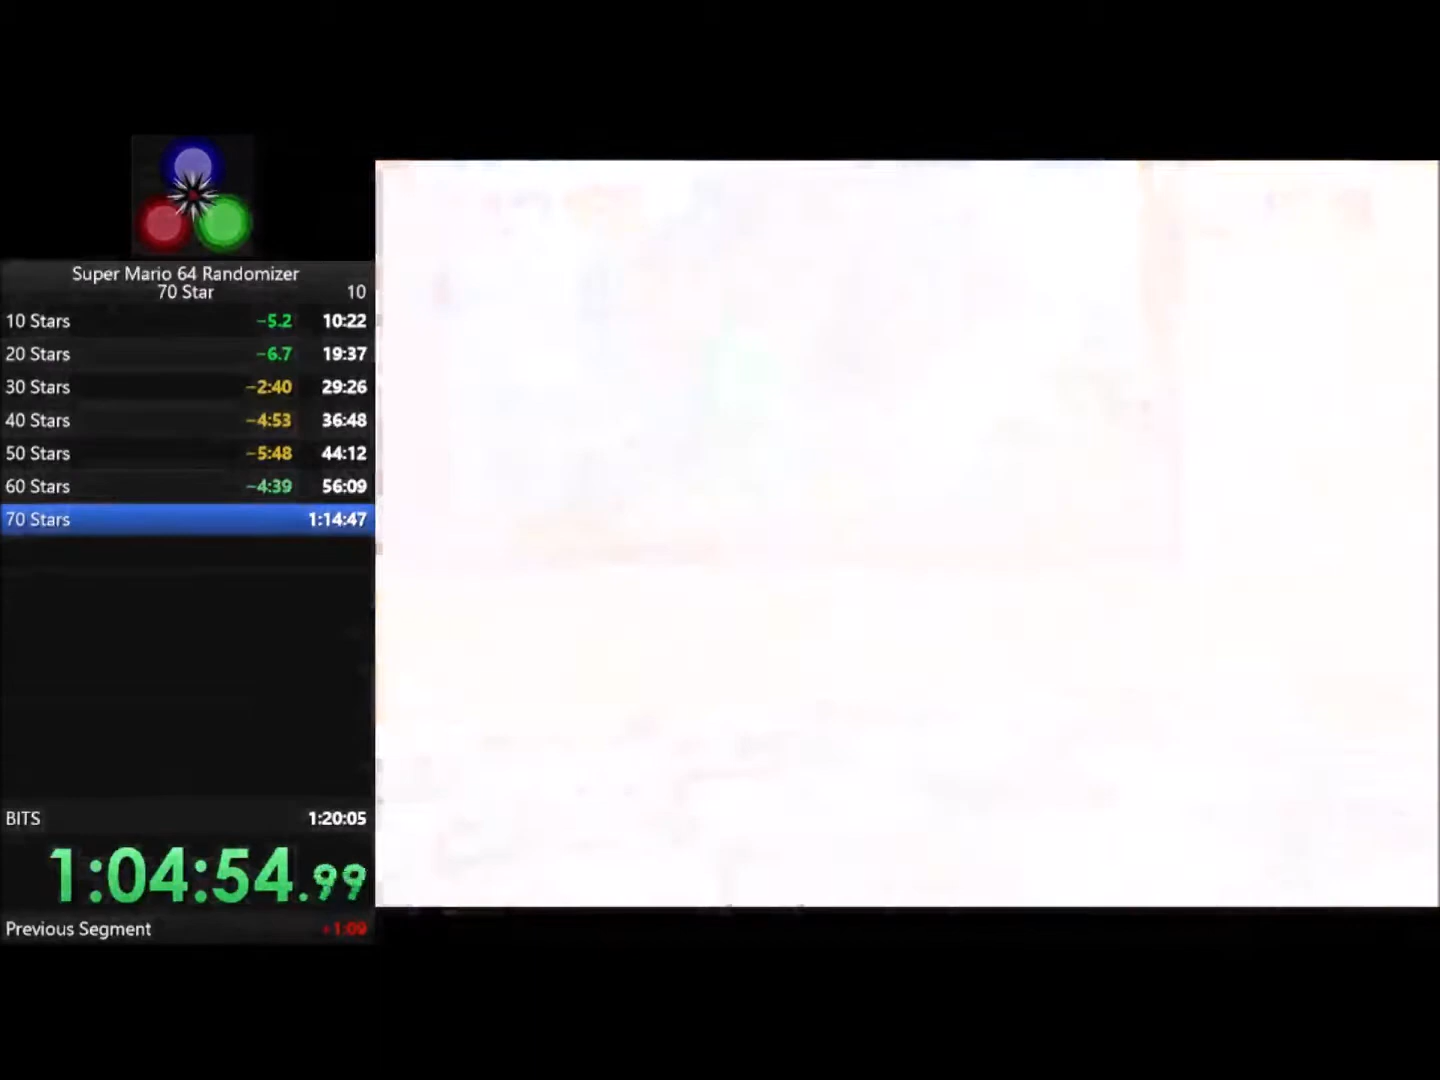 Super Mario 64 Randomizer
70 Star 10
10 Stars −5.2 10:22
20 Stars −6.7 19:37
30 Stars −2:40 29:26
40 Stars −4:53 36:48
50 Stars −5:48 44:12
60 Stars −4:39 56:09
70 Stars 1:14:47
BITS 1:20:05
1:04:54.99
Previous Segment +1:09